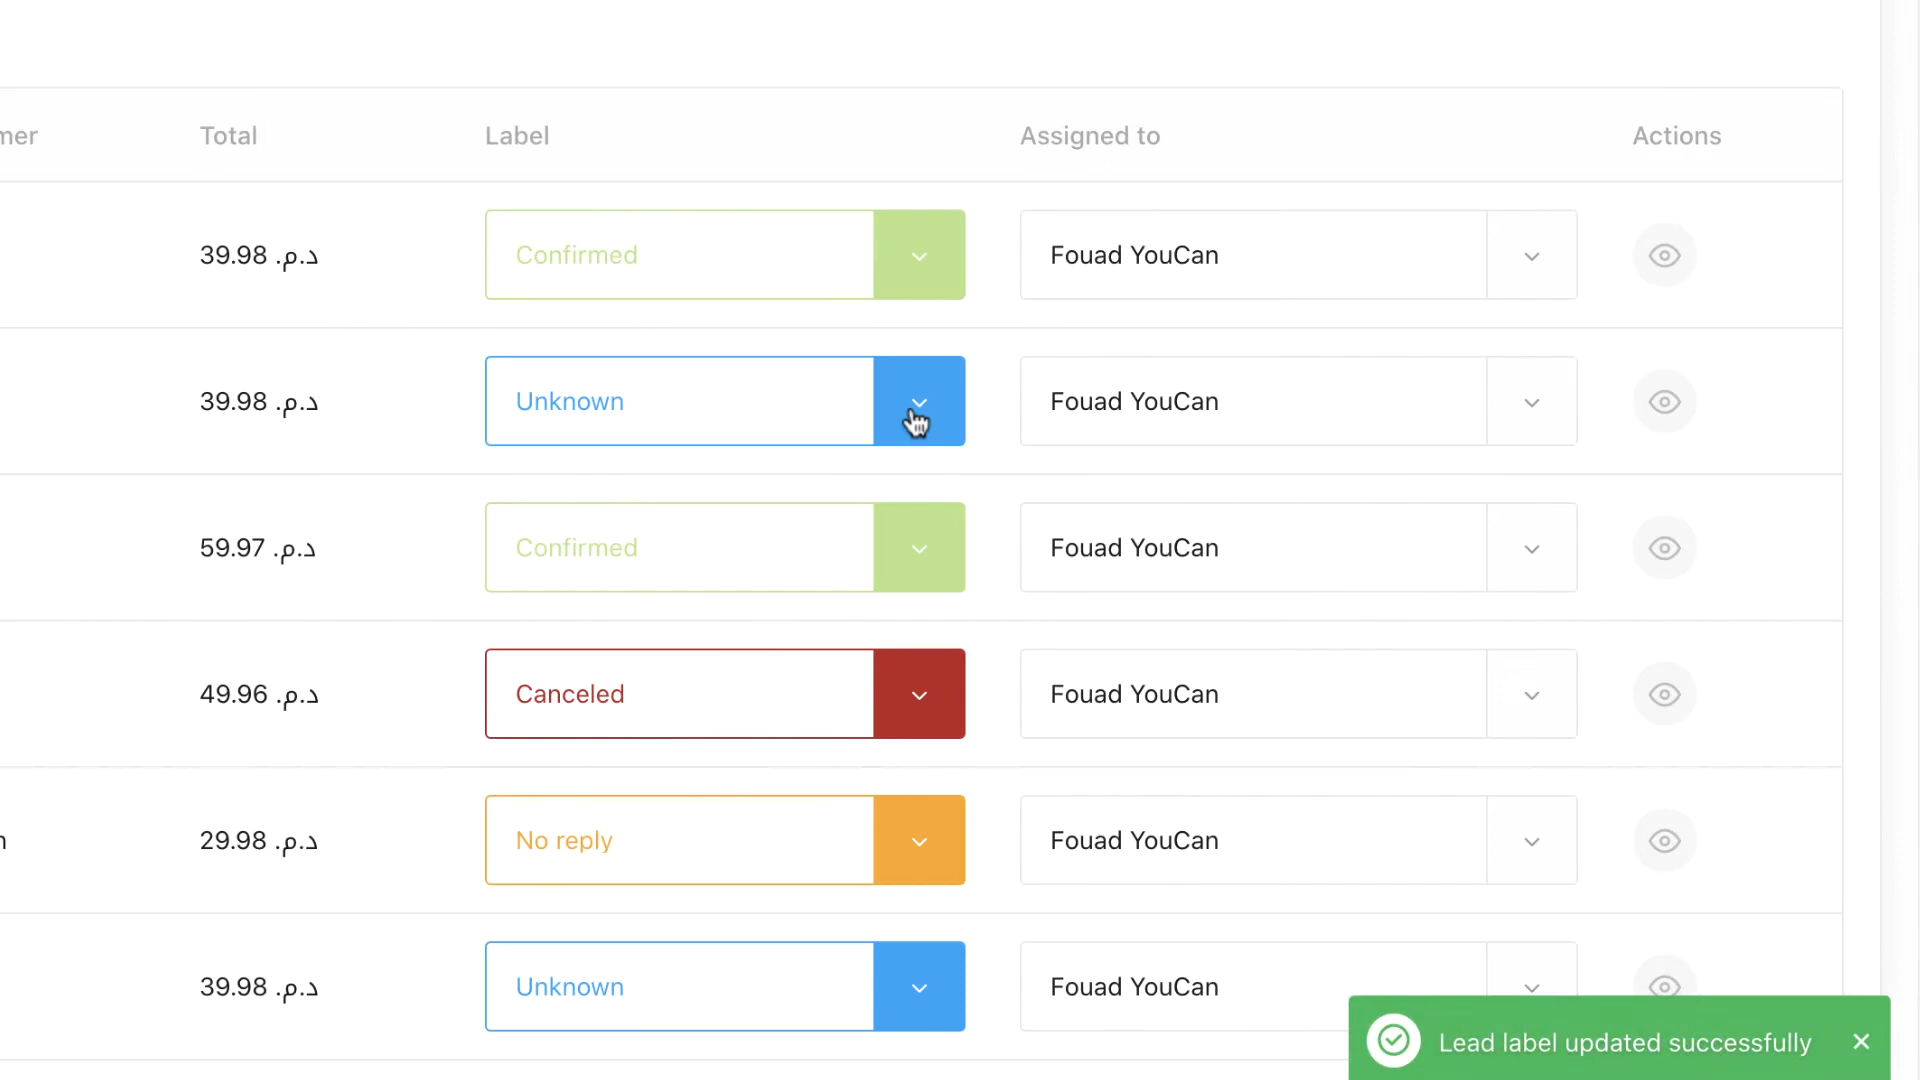 mer Total Label Assigned to Actions
39.98 د.م. Confirmed Fouad YouCan
39.98 د.م. Unknown Fouad YouCan
59.97 د.م. Confirmed Fouad YouCan
49.96 د.م. Canceled Fouad YouCan
n 29.98 د.م. No reply Fouad YouCan
39.98 د.م. Unknown Fouad YouCan
Lead label updated successfully